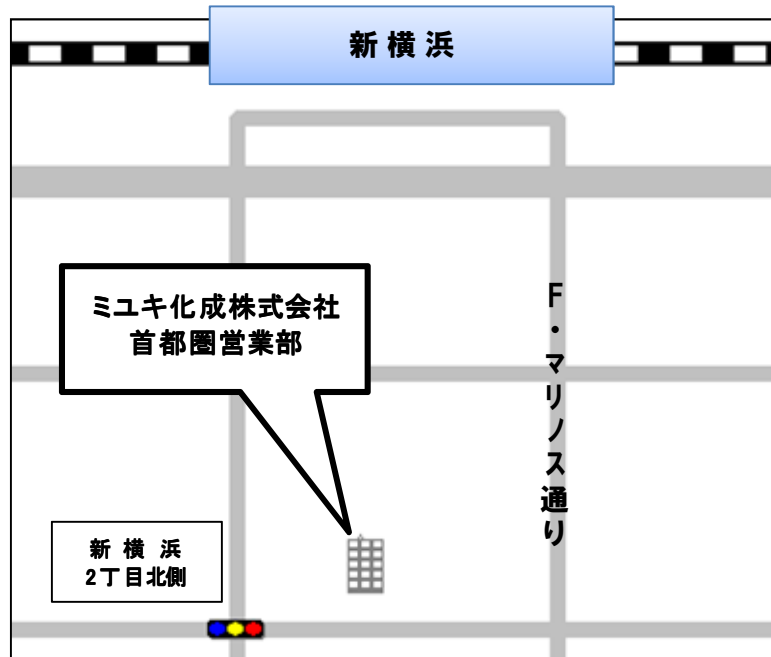 新横浜
ミユキ化成株式会社
首都圏営業部
F・マリノス通り
新横浜
2丁目北側